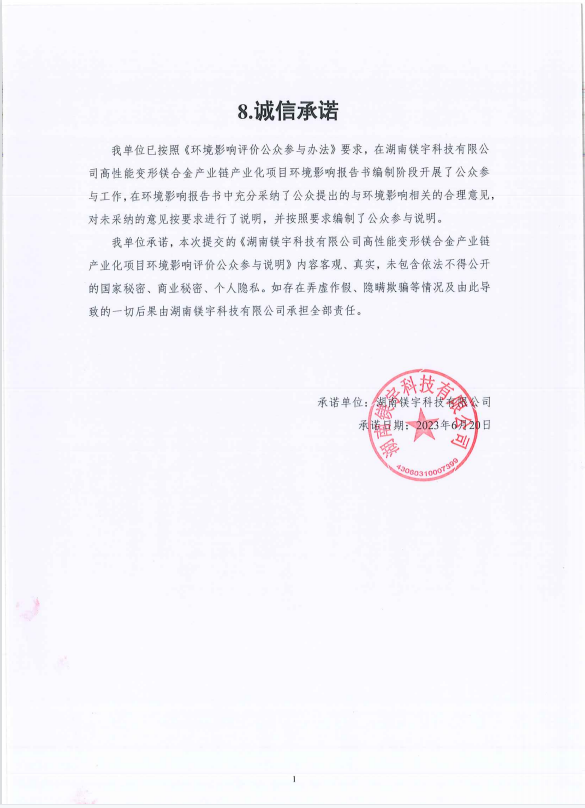 8.诚信承诺
我单位已按照《环境影响评价公众参与办法》要求，在湖南镁宇科技有限公
司高性能变形镁合金产业链产业化项目环境影响报告书编制阶段开展了公众参
与工作，在环境影响报告书中充分采纳了公众提出的与环境影响相关的合理意见，
对未采纳的意见按要求进行了说明，并按照要求编制了公众参与说明。
我单位承诺，本次提交的《湖南镁宇科技有限公司高性能变形镁合金产业链
产业化项目环境影响评价公众参与说明》内容客观、真实，未包含依法不得公开
的国家秘密、商业秘密、个人隐私。如存在弄虚作假、隐瞒欺骗等情况及由此导
致的一切后果由湖南镁宇科技有限公司承担全部责任。
承诺单位：湖南镁宇科技有限公司
承诺日期：2023年6月20日
湖南镁宇科技有限公司
43060310007399
1